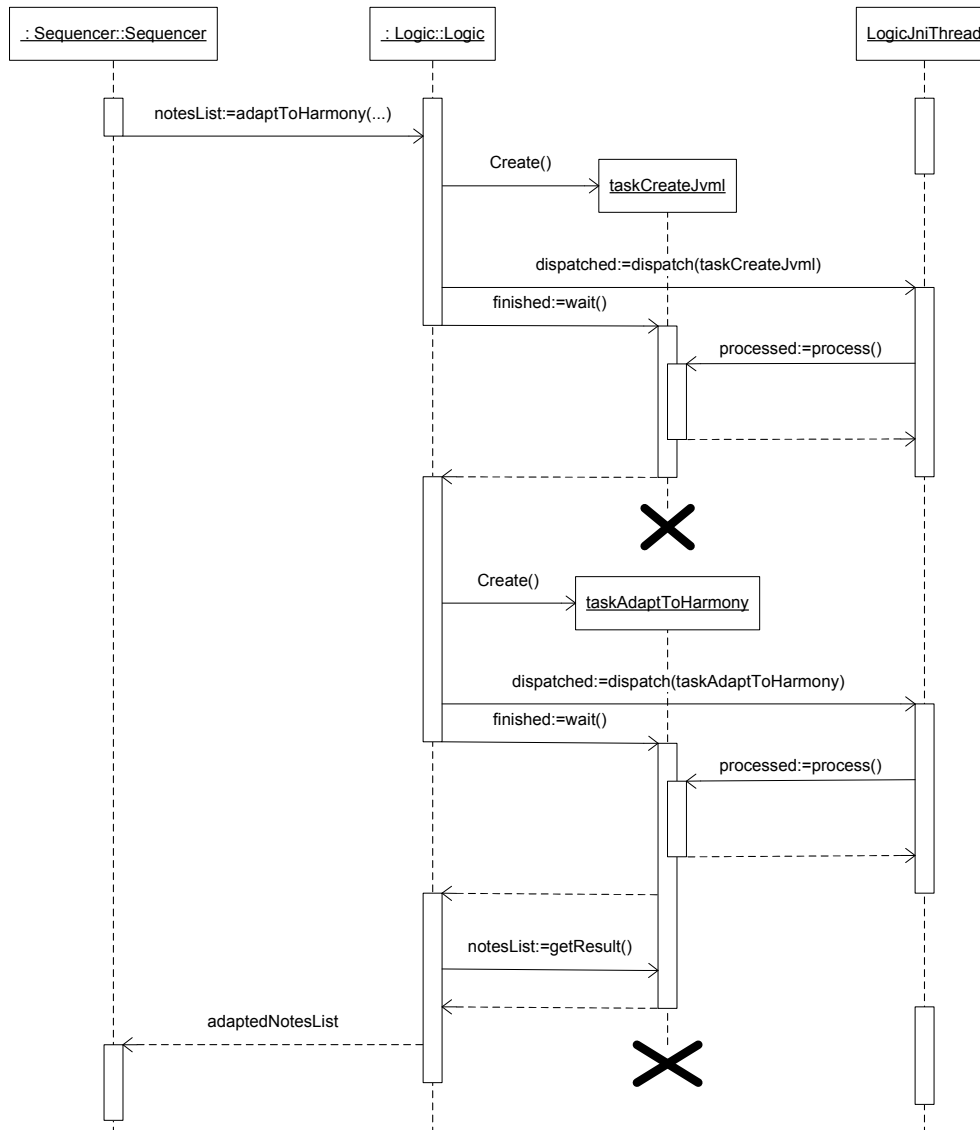 : Sequencer::Sequencer
: Logic::Logic
LogicJniThread
notesList:=adaptToHarmony(...)
Create()
taskCreateJvml
dispatched:=dispatch(taskCreateJvml)
finished:=wait()
processed:=process()
Create()
taskAdaptToHarmony
dispatched:=dispatch(taskAdaptToHarmony)
finished:=wait()
processed:=process()
notesList:=getResult()
adaptedNotesList